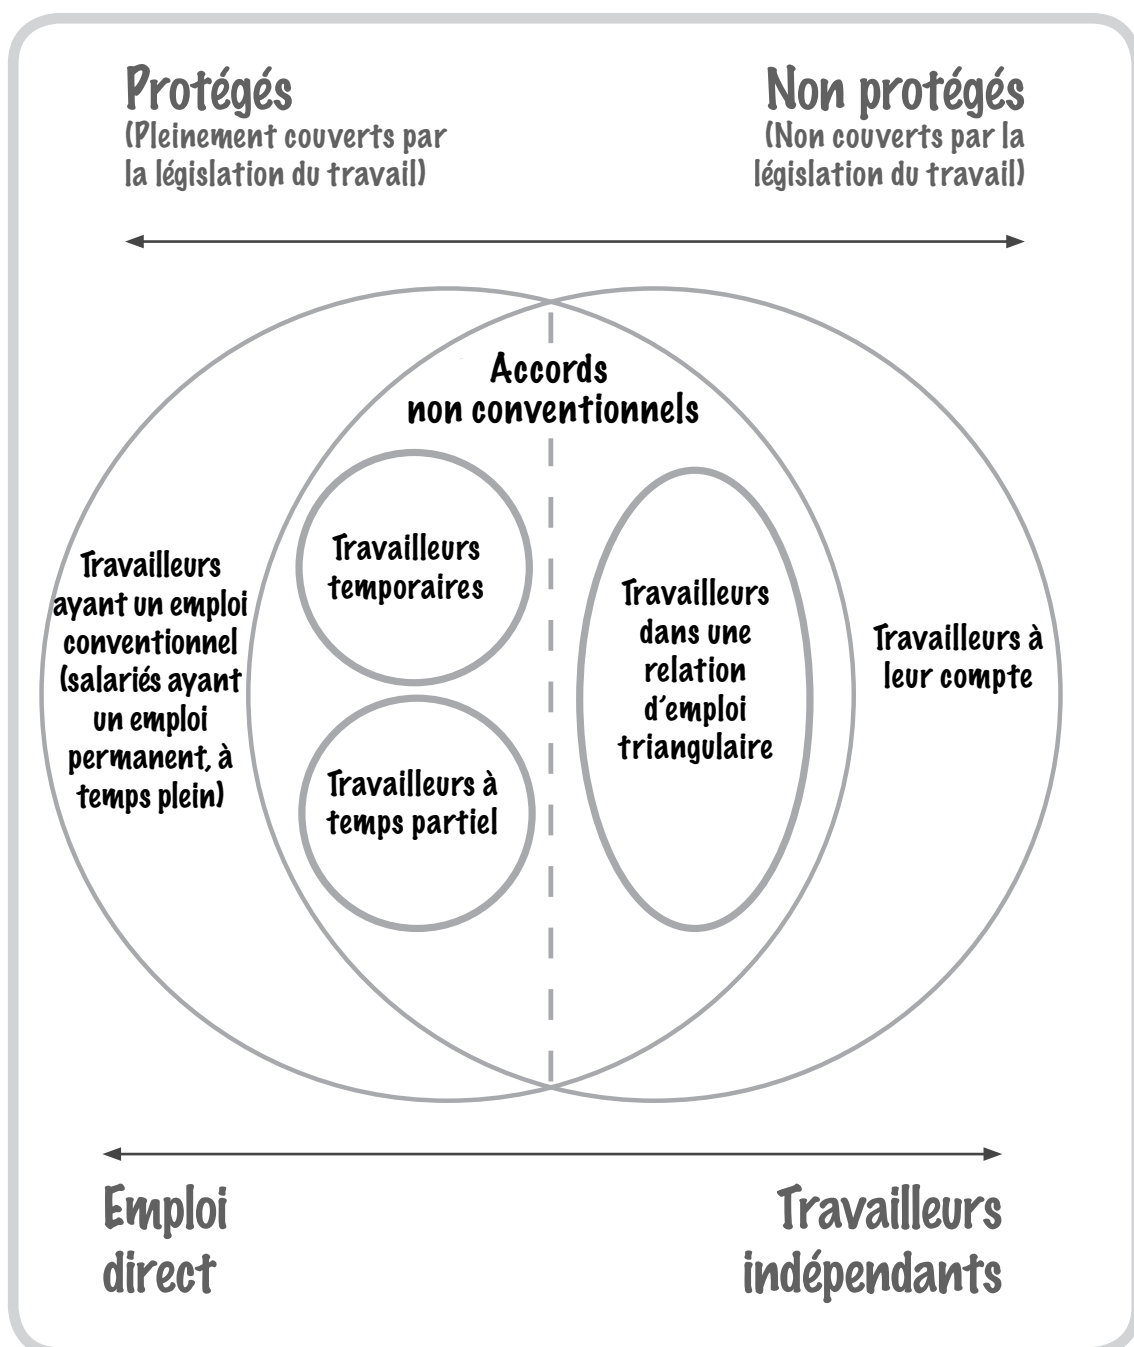 Protégés
(Pleinement couverts par
la législation du travail)
Non protégés
(Non couverts par la
législation du travail)
Accords
non conventionnels
Travailleurs
ayant un emploi
conventionnel
(salariés ayant
un emploi
permanent, à
temps plein)
Travailleurs
temporaires
Travailleurs à
temps partiel
Travailleurs
dans une
relation
d'emploi
triangulaire
Travailleurs à
leur compte
Emploi
direct
Travailleurs
indépendants